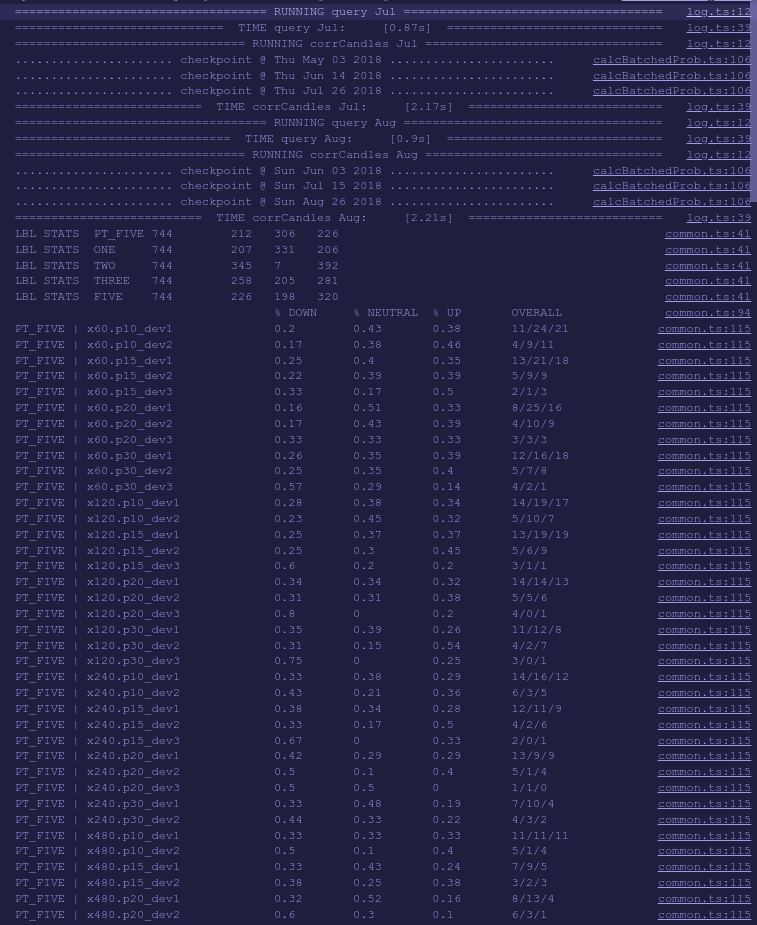 ===================================== RUNNING query Jul ==================================== log.ts:12
=============================== TIME query Jul: [0.87s] ============================== log.ts:39
================================== RUNNING corrCandles Jul ================================== log.ts:12
...................... checkpoint @ Thu May 03 2018 ....................... calcBatchedProb.ts:106
...................... checkpoint @ Thu Jun 14 2018 ....................... calcBatchedProb.ts:106
...................... checkpoint @ Thu Jul 26 2018 ....................... calcBatchedProb.ts:106
========================== TIME corrCandles Jul: [2.17s] =========================== log.ts:39
===================================== RUNNING query Aug ==================================== log.ts:12
=============================== TIME query Aug: [0.9s] ============================== log.ts:39
================================== RUNNING corrCandles Aug ================================= log.ts:12
...................... checkpoint @ Sun Jun 03 2018 ....................... calcBatchedProb.ts:106
...................... checkpoint @ Sun Jul 15 2018 ....................... calcBatchedProb.ts:106
...................... checkpoint @ Sun Aug 26 2018 ....................... calcBatchedProb.ts:106
========================== TIME corrCandles Aug: [2.21s] =========================== log.ts:39
LBL STATS PT_FIVE 744 212 306 226 common.ts:41
LBL STATS ONE 744 207 331 206 common.ts:41
LBL STATS TWO 744 345 7 392 common.ts:41
LBL STATS THREE 744 258 205 281 common.ts:41
LBL STATS FIVE 744 226 198 320 common.ts:41
% DOWN % NEUTRAL % UP OVERALL common.ts:94
PT_FIVE | x60.p10_dev1 0.2 0.43 0.38 11/24/21 common.ts:115
PT_FIVE | x60.p10_dev2 0.17 0.38 0.46 4/9/11 common.ts:115
PT_FIVE | x60.p15_dev1 0.25 0.4 0.35 13/21/18 common.ts:115
PT_FIVE | x60.p15_dev2 0.22 0.39 0.39 5/9/9 common.ts:115
PT_FIVE | x60.p15_dev3 0.33 0.17 0.5 2/1/3 common.ts:115
PT_FIVE | x60.p20_dev1 0.16 0.51 0.33 8/25/16 common.ts:115
PT_FIVE | x60.p20_dev2 0.17 0.43 0.39 4/10/9 common.ts:115
PT_FIVE | x60.p20_dev3 0.33 0.33 0.33 3/3/3 common.ts:115
PT_FIVE | x60.p30_dev1 0.26 0.35 0.39 12/16/18 common.ts:115
PT_FIVE | x60.p30_dev2 0.25 0.35 0.4 5/7/8 common.ts:115
PT_FIVE | x60.p30_dev3 0.57 0.29 0.14 4/2/1 common.ts:115
PT_FIVE | x120.p10_dev1 0.28 0.38 0.34 14/19/17 common.ts:115
PT_FIVE | x120.p10_dev2 0.23 0.45 0.32 5/10/7 common.ts:115
PT_FIVE | x120.p15_dev1 0.25 0.37 0.37 13/19/19 common.ts:115
PT_FIVE | x120.p15_dev2 0.25 0.3 0.45 5/6/9 common.ts:115
PT_FIVE | x120.p15_dev3 0.6 0.2 0.2 3/1/1 common.ts:115
PT_FIVE | x120.p20_dev1 0.34 0.34 0.32 14/14/13 common.ts:115
PT_FIVE | x120.p20_dev2 0.31 0.31 0.38 5/5/6 common.ts:115
PT_FIVE | x120.p20_dev3 0.8 0 0.2 4/0/1 common.ts:115
PT_FIVE | x120.p30_dev1 0.35 0.39 0.26 11/12/8 common.ts:115
PT_FIVE | x120.p30_dev2 0.31 0.15 0.54 4/2/7 common.ts:115
PT_FIVE | x120.p30_dev3 0.75 0 0.25 3/0/1 common.ts:115
PT_FIVE | x240.p10_dev1 0.33 0.38 0.29 14/16/12 common.ts:115
PT_FIVE | x240.p10_dev2 0.43 0.21 0.36 6/3/5 common.ts:115
PT_FIVE | x240.p15_dev1 0.38 0.34 0.28 12/11/9 common.ts:115
PT_FIVE | x240.p15_dev2 0.33 0.17 0.5 4/2/6 common.ts:115
PT_FIVE | x240.p15_dev3 0.67 0 0.33 2/0/1 common.ts:115
PT_FIVE | x240.p20_dev1 0.42 0.29 0.29 13/9/9 common.ts:115
PT_FIVE | x240.p20_dev2 0.5 0.1 0.4 5/1/4 common.ts:115
PT_FIVE | x240.p20_dev3 0.5 0.5 0 1/1/0 common.ts:115
PT_FIVE | x240.p30_dev1 0.33 0.48 0.19 7/10/4 common.ts:115
PT_FIVE | x240.p30_dev2 0.44 0.33 0.22 4/3/2 common.ts:115
PT_FIVE | x480.p10_dev1 0.33 0.33 0.33 11/11/11 common.ts:115
PT_FIVE | x480.p10_dev2 0.5 0.1 0.4 5/1/4 common.ts:115
PT_FIVE | x480.p15_dev1 0.33 0.43 0.24 7/9/5 common.ts:115
PT_FIVE | x480.p15_dev2 0.38 0.25 0.38 3/2/3 common.ts:115
PT_FIVE | x480.p20_dev1 0.32 0.52 0.16 8/13/4 common.ts:115
PT_FIVE | x480.p20_dev2 0.6 0.3 0.1 6/3/1 common.ts:115